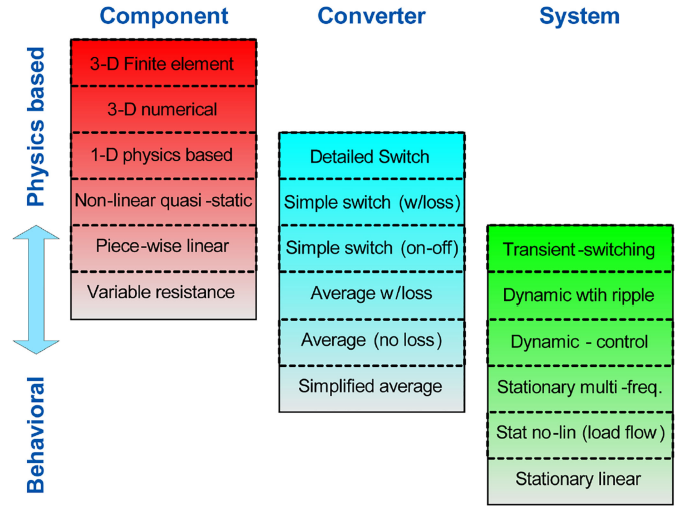 Component
Converter
System
Physics based
Behavioral
3-D Finite element
3-D numerical
1-D physics based
Non-linear quasi-static
Piece-wise linear
Variable resistance
Detailed Switch
Simple switch (w/loss)
Simple switch (on-off)
Average w/loss
Average (no loss)
Simplified average
Transient-switching
Dynamic wtih ripple
Dynamic - control
Stationary multi-freq.
Stat no-lin (load flow)
Stationary linear